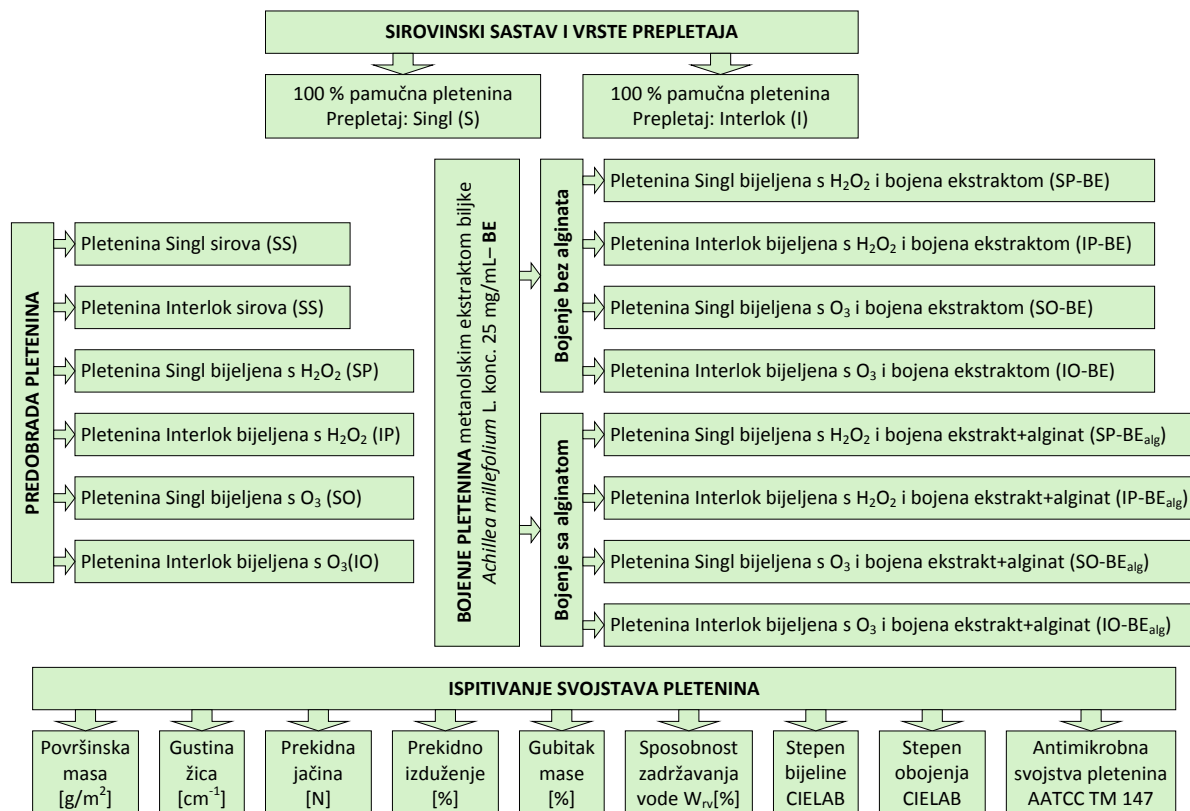 SIROVINSKI SASTAV I VRSTE PREPLETAJA
100 % pamučna pletenina
Prepletaj: Singl (S)
100 % pamučna pletenina
Prepletaj: Interlok (I)
PREDOBRADA PLETENINA
Pletenina Singl sirova (SS)
Pletenina Interlok sirova (SS)
Pletenina Singl bijeljena s H₂O₂ (SP)
Pletenina Interlok bijeljena s H₂O₂ (IP)
Pletenina Singl bijeljena s O₃ (SO)
Pletenina Interlok bijeljena s O₃(IO)
BOJENJE PLETENINA metanolskim ekstraktom biljke
Achillea millefolium L. konc. 25 mg/mL– BE
Bojenje bez alginata
Pletenina Singl bijeljena s H₂O₂ i bojena ekstraktom (SP-BE)
Pletenina Interlok bijeljena s H₂O₂ i bojena ekstraktom (IP-BE)
Pletenina Singl bijeljena s O₃ i bojena ekstraktom (SO-BE)
Pletenina Interlok bijeljena s O₃ i bojena ekstraktom (IO-BE)
Bojenje sa alginatom
Pletenina Singl bijeljena s H₂O₂ i bojena ekstrakt+alginat (SP-BEalg)
Pletenina Interlok bijeljena s H₂O₂ i bojena ekstrakt+alginat (IP-BEalg)
Pletenina Singl bijeljena s O₃ i bojena ekstrakt+alginat (SO-BEalg)
Pletenina Interlok bijeljena s O₃ i bojena ekstrakt+alginat (IO-BEalg)
ISPITIVANJE SVOJSTAVA PLETENINA
Površinska
masa
[g/m²]
Gustina
žica
[cm⁻¹]
Prekidna
jačina
[N]
Prekidno
izduženje
[%]
Gubitak
mase
[%]
Sposobnost
zadržavanja
vode Wrv[%]
Stepen
bijeline
CIELAB
Stepen
obojenja
CIELAB
Antimikrobna
svojstva pletenina
AATCC TM 147